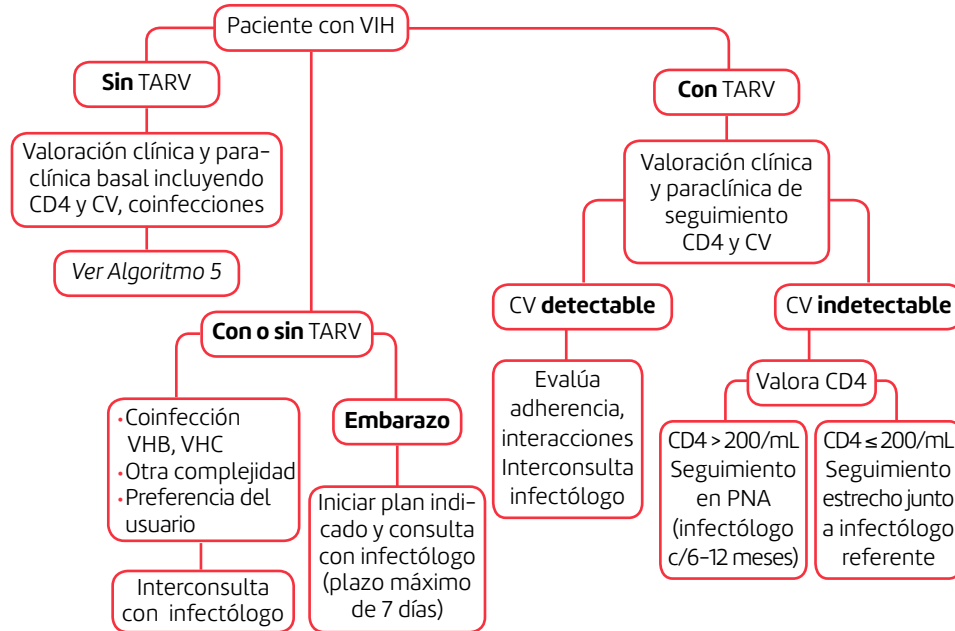 Paciente con VIH
Sin TARV
Valoración clínica y para-
clínica basal incluyendo
CD4 y CV, coinfecciones
Ver Algoritmo 5
Con o sin TARV
• Coinfección
VHB, VHC
• Otra complejidad
• Preferencia del
usuario
Interconsulta
con infectólogo
Embarazo
Iniciar plan indi-
cado y consulta
con infectólogo
(plazo máximo
de 7 días)
Con TARV
Valoración clínica
y paraclínica de
seguimiento
CD4 y CV
CV detectable
Evalúa
adherencia,
interacciones
Interconsulta
infectólogo
CV indetectable
Valora CD4
CD4 > 200/mL
Seguimiento
en PNA
(infectólogo
c/6-12 meses)
CD4 ≤ 200/mL
Seguimiento
estrecho junto
a infectólogo
referente